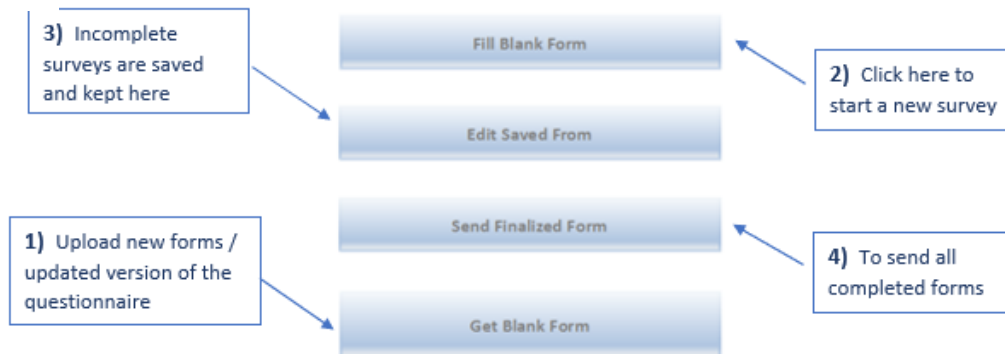 3) Incomplete
surveys are saved
and kept here
Fill Blank Form
2) Click here to
start a new survey
Edit Saved From
Send Finalized Form
1) Upload new forms /
updated version of the
questionnaire
4) To send all
completed forms
Get Blank Form